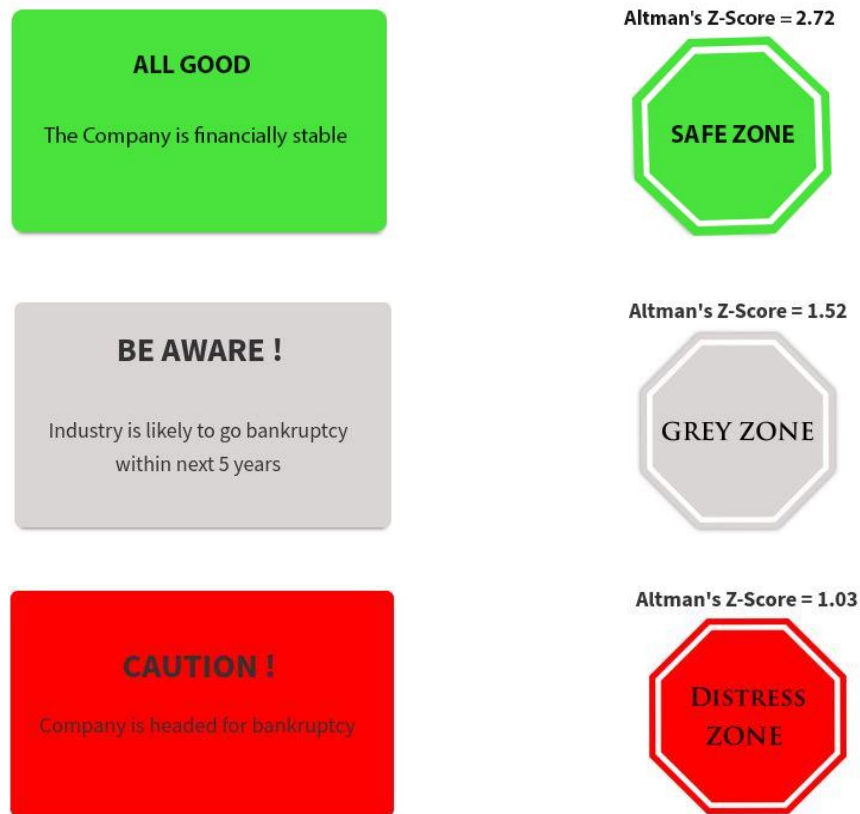 ALL GOOD
The Company is financially stable
Altman's Z-Score = 2.72
SAFE ZONE
BE AWARE !
Industry is likely to go bankruptcy
within next 5 years
Altman's Z-Score = 1.52
GREY ZONE
CAUTION !
Company is headed for bankruptcy
Altman's Z-Score = 1.03
DISTRESS
ZONE